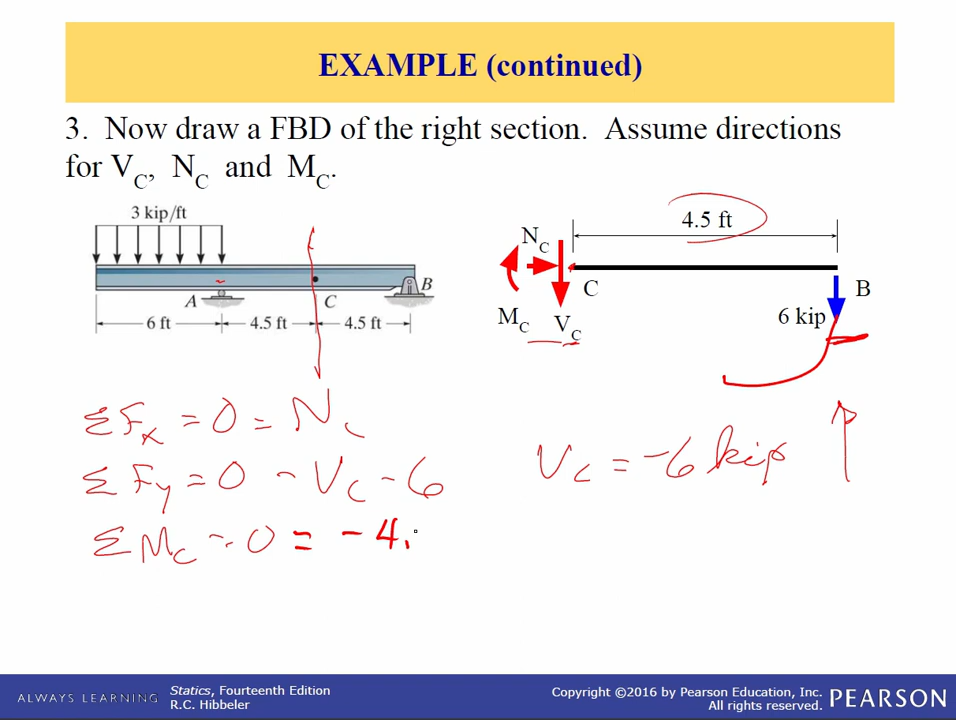 EXAMPLE (continued)
3. Now draw a FBD of the right section. Assume directions
for VC, NC and MC.
3 kip/ft
A
C
B
6 ft
4.5 ft
4.5 ft
4.5 ft
NC
C
B
MC
VC
6 kip
ΣFx = 0 = NC
ΣFy = 0 - VC - 6
VC = -6 kip ↑
ΣMC = 0 = -4.
ALWAYS LEARNING
Statics, Fourteenth Edition
R.C. Hibbeler
Copyright ©2016 by Pearson Education, Inc.
All rights reserved.
PEARSON